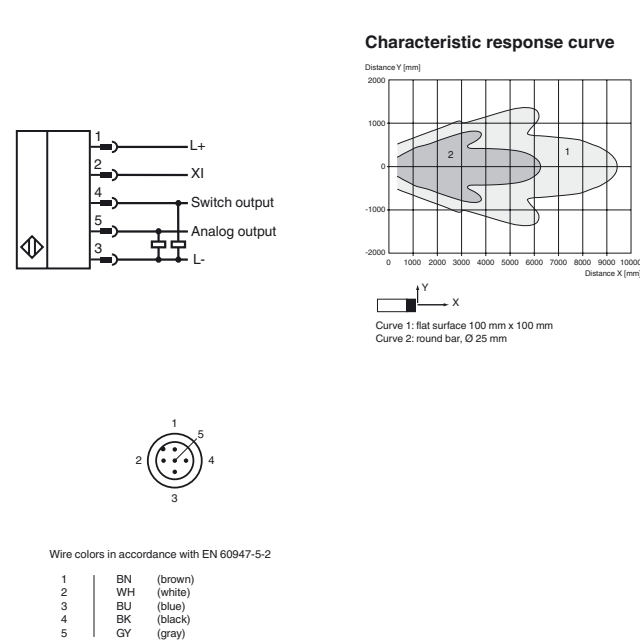 Characteristic response curve
Distance Y [mm]
2000
1000
0
-1000
-2000
0 1000 2000 3000 4000 5000 6000 7000 8000 9000 10000
Distance X [mm]
2
1
Y
X
Curve 1: flat surface 100 mm x 100 mm
Curve 2: round bar, Ø 25 mm
1
L+
2
XI
4
Switch output
5
Analog output
3
L-
1
5
2
4
3
Wire colors in accordance with EN 60947-5-2
1 BN (brown)
2 WH (white)
3 BU (blue)
4 BK (black)
5 GY (gray)